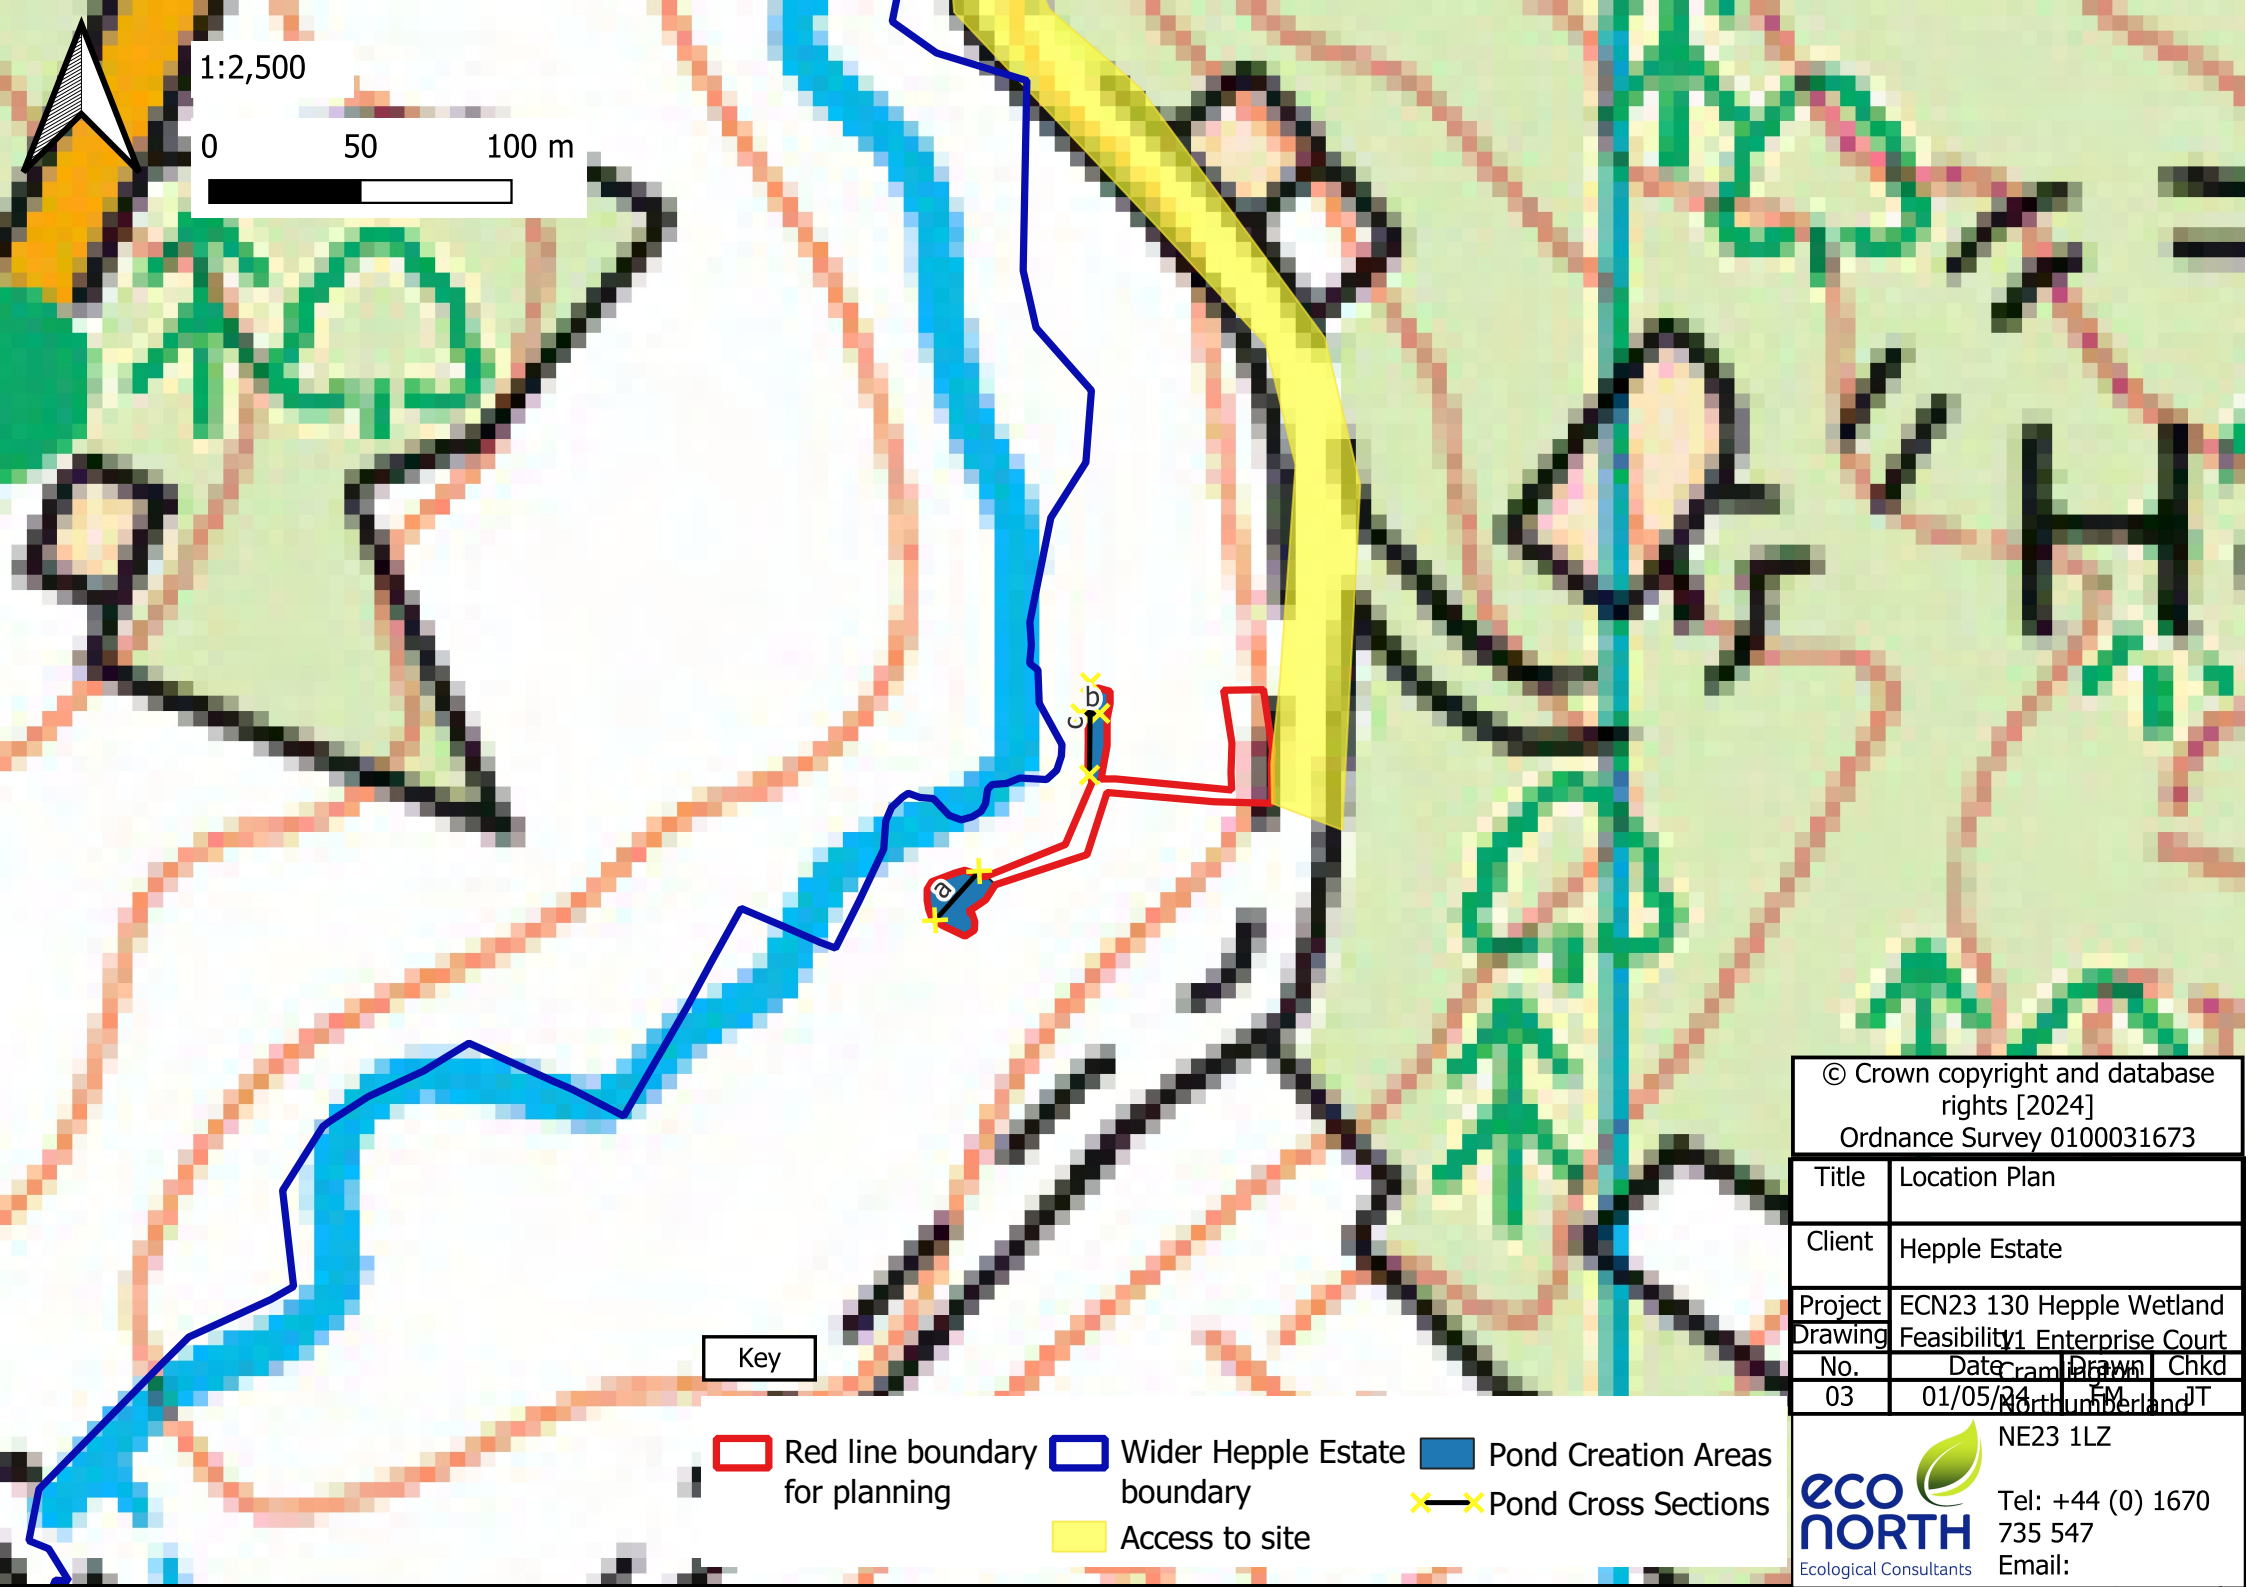 1:2,500
0 50 100 m
b
c
a
© Crown copyright and database
rights [2024]
Ordnance Survey 0100031673
Title Location Plan
Client Hepple Estate
Project ECN23 130 Hepple Wetland
Drawing Feasibility
11 Enterprise Court
No. Date Drawn Chkd
Cramlington
03 01/05/24 FM JT
Northumberland
NE23 1LZ
Tel: +44 (0) 1670
735 547
Email:
eco
NORTH
Ecological Consultants
Key
Red line boundary
for planning
Wider Hepple Estate
boundary
Access to site
Pond Creation Areas
Pond Cross Sections